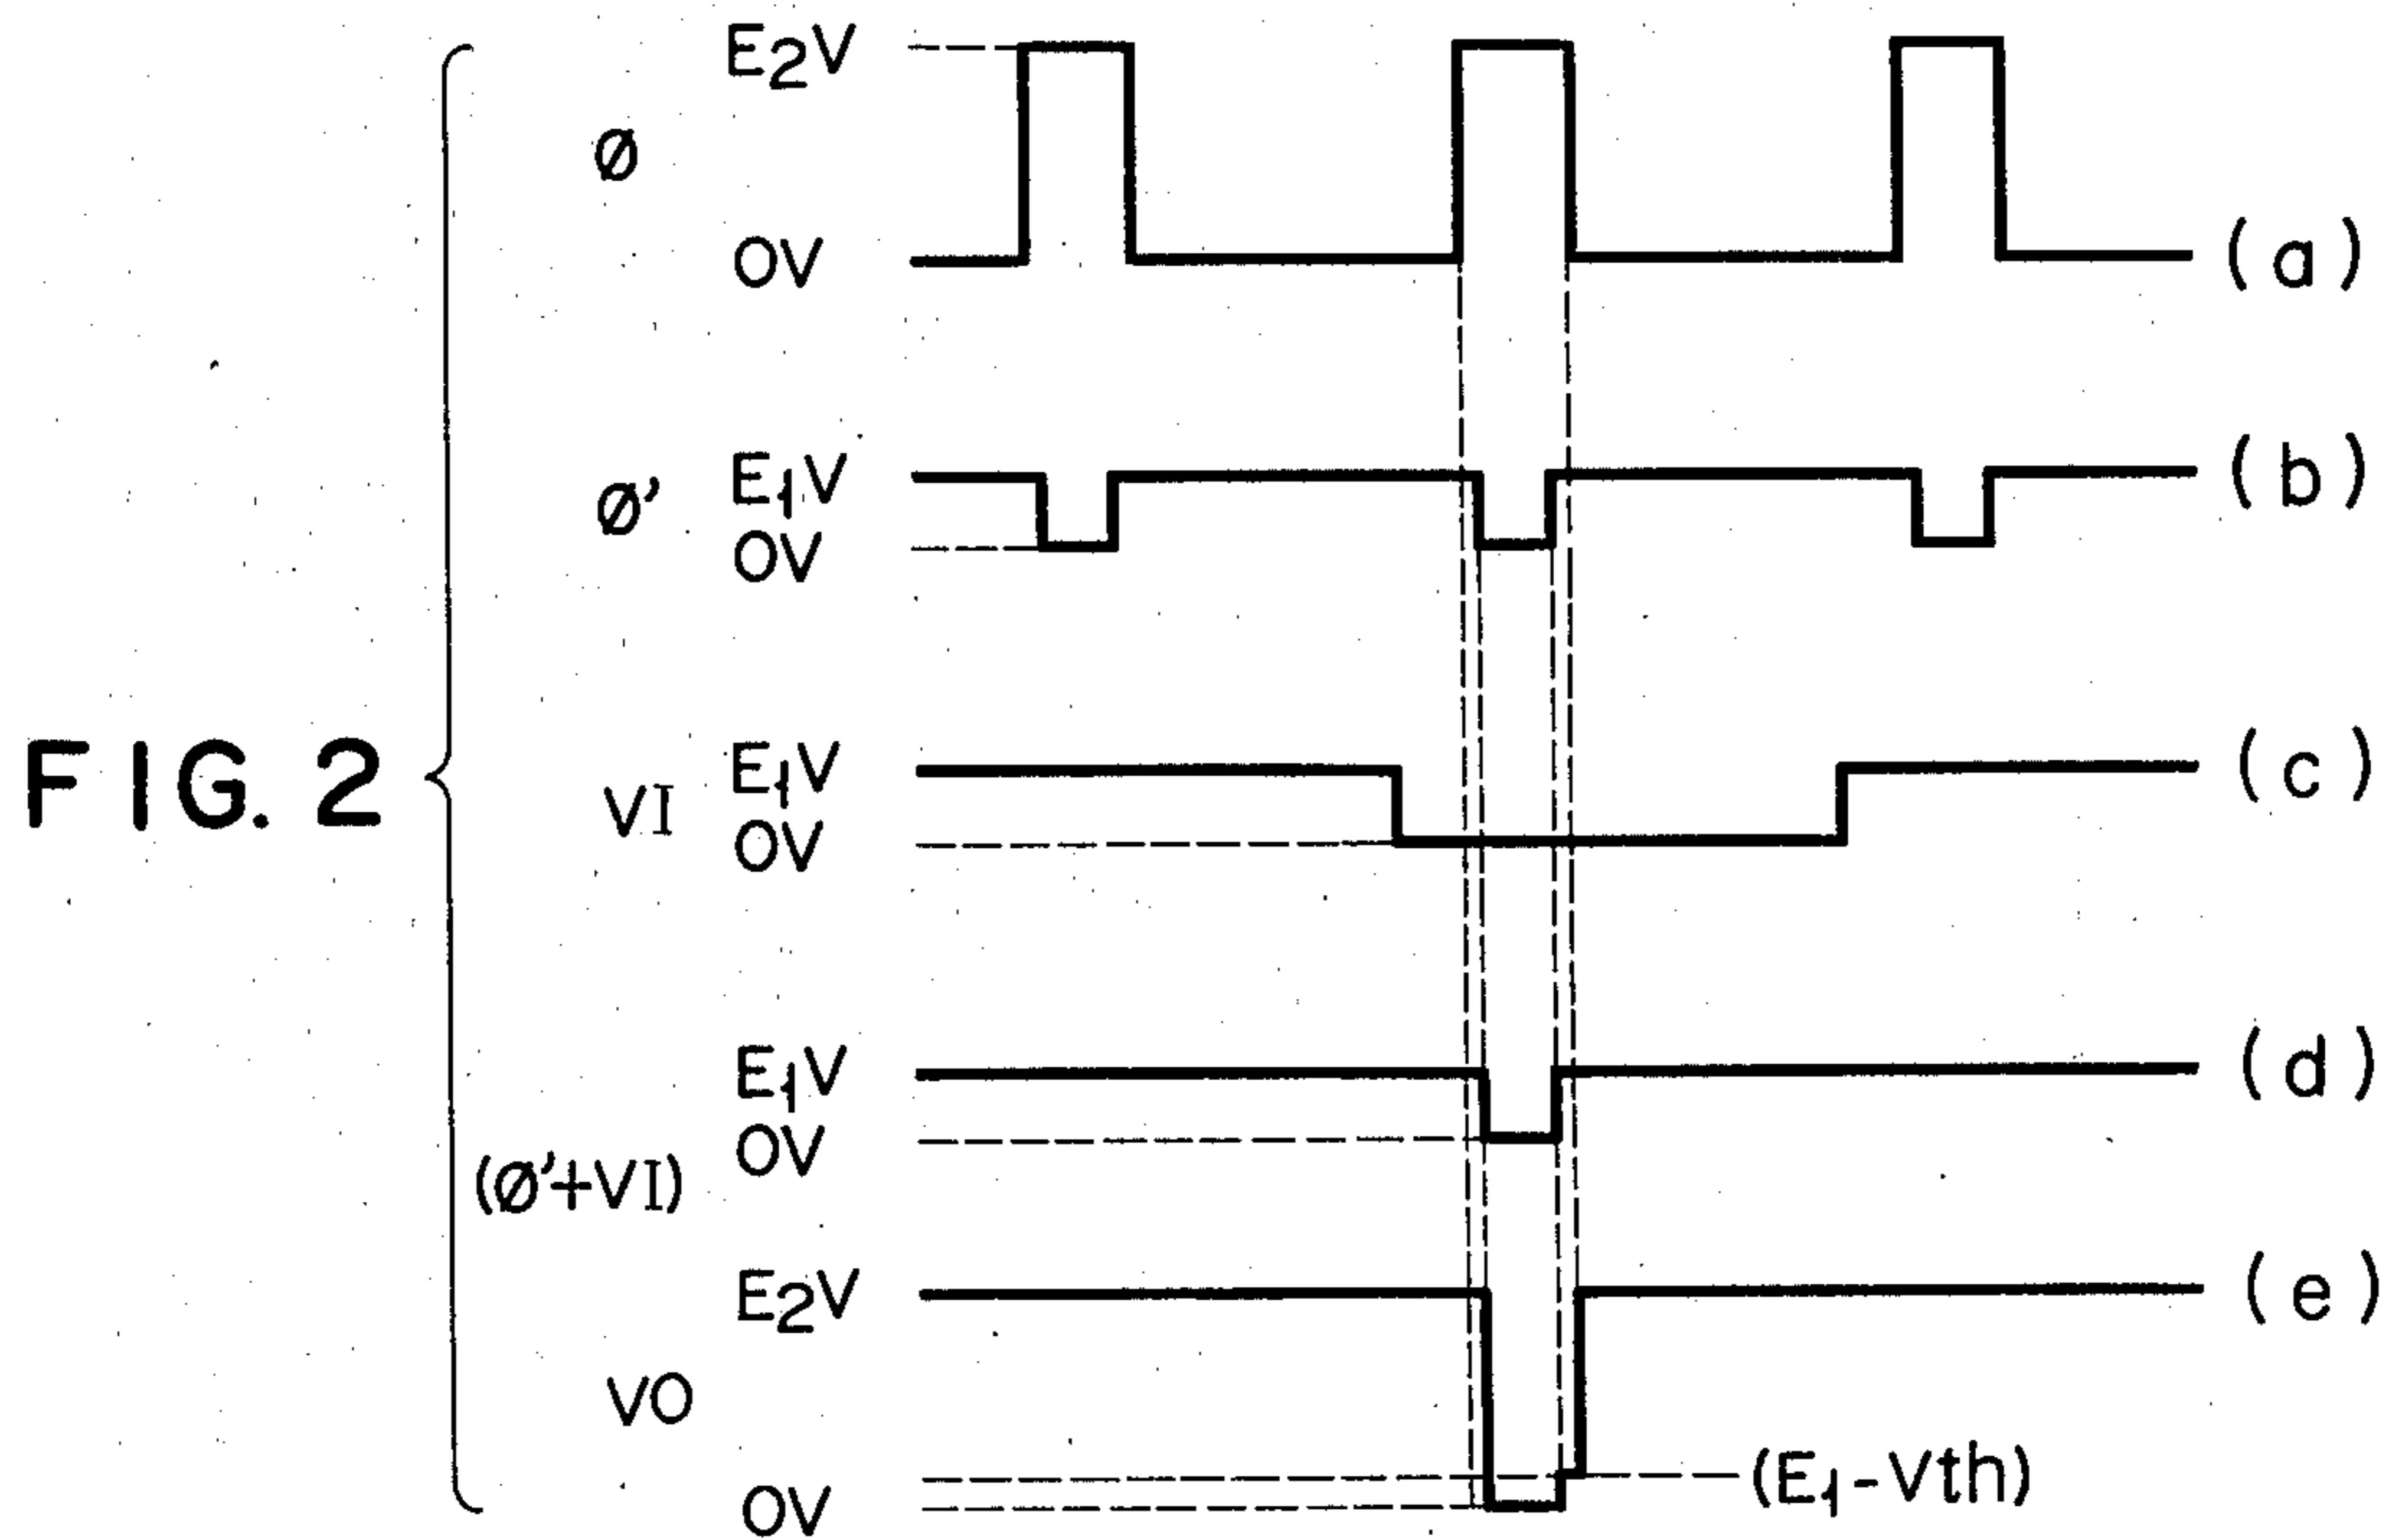 FIG. 2
Ø
E2V
OV
(a)
Ø'
E1V
OV
(b)
VI
E1V
OV
(c)
(Ø'+VI)
E1V
OV
(d)
VO
E2V
OV
(E1-Vth)
(e)